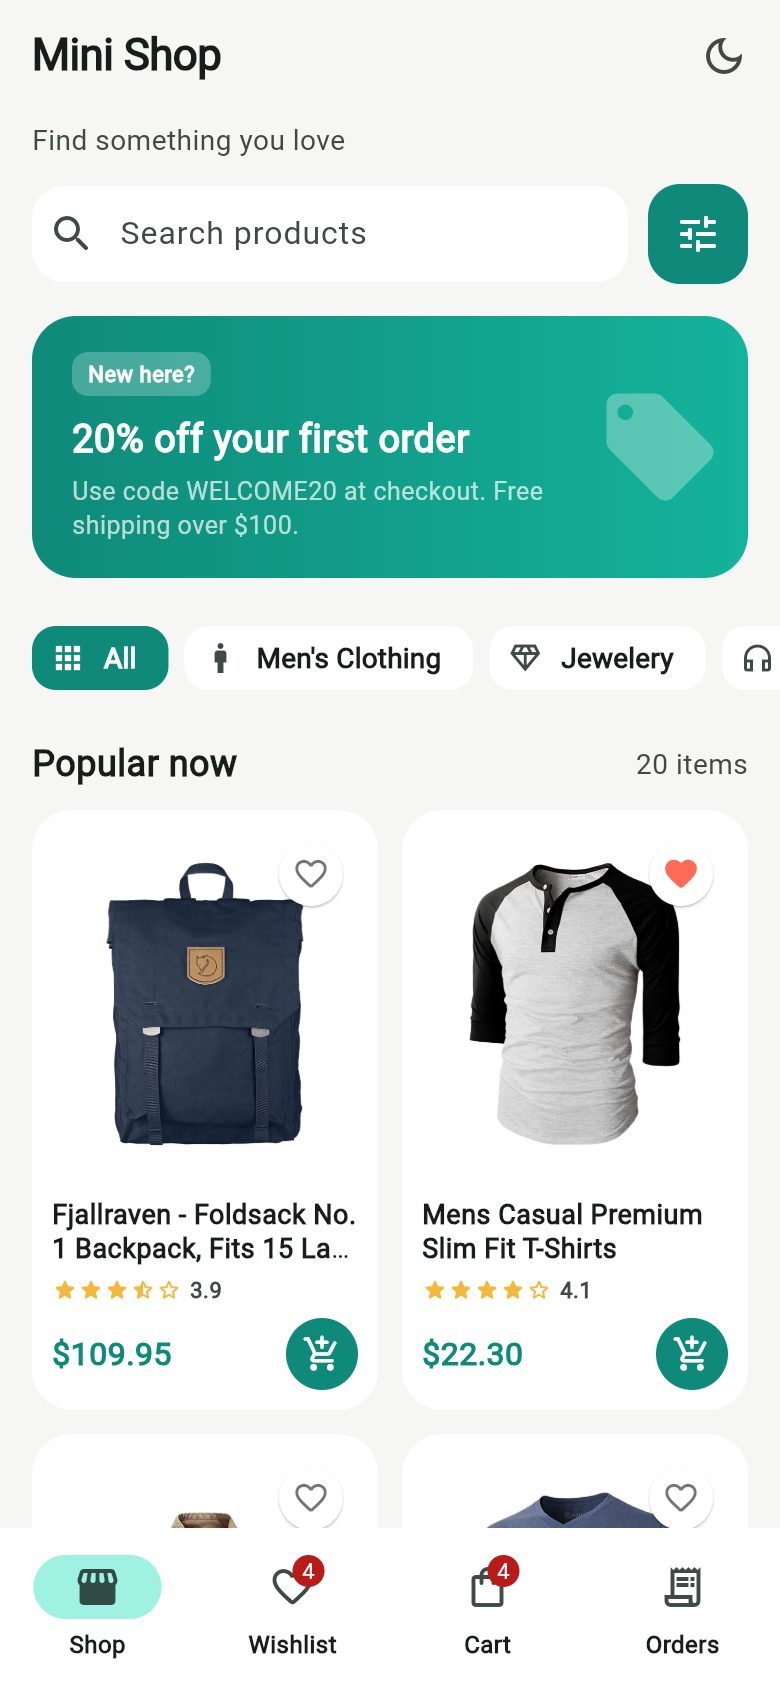 Mini Shop
Find something you love
Search products
New here?
20% off your first order
Use code WELCOME20 at checkout. Free
shipping over $100.
All
Men's Clothing
Jewelery
Popular now
20 items
Fjallraven - Foldsack No.
1 Backpack, Fits 15 La...
3.9
$109.95
Mens Casual Premium
Slim Fit T-Shirts
4.1
$22.30
4
4
Shop
Wishlist
Cart
Orders